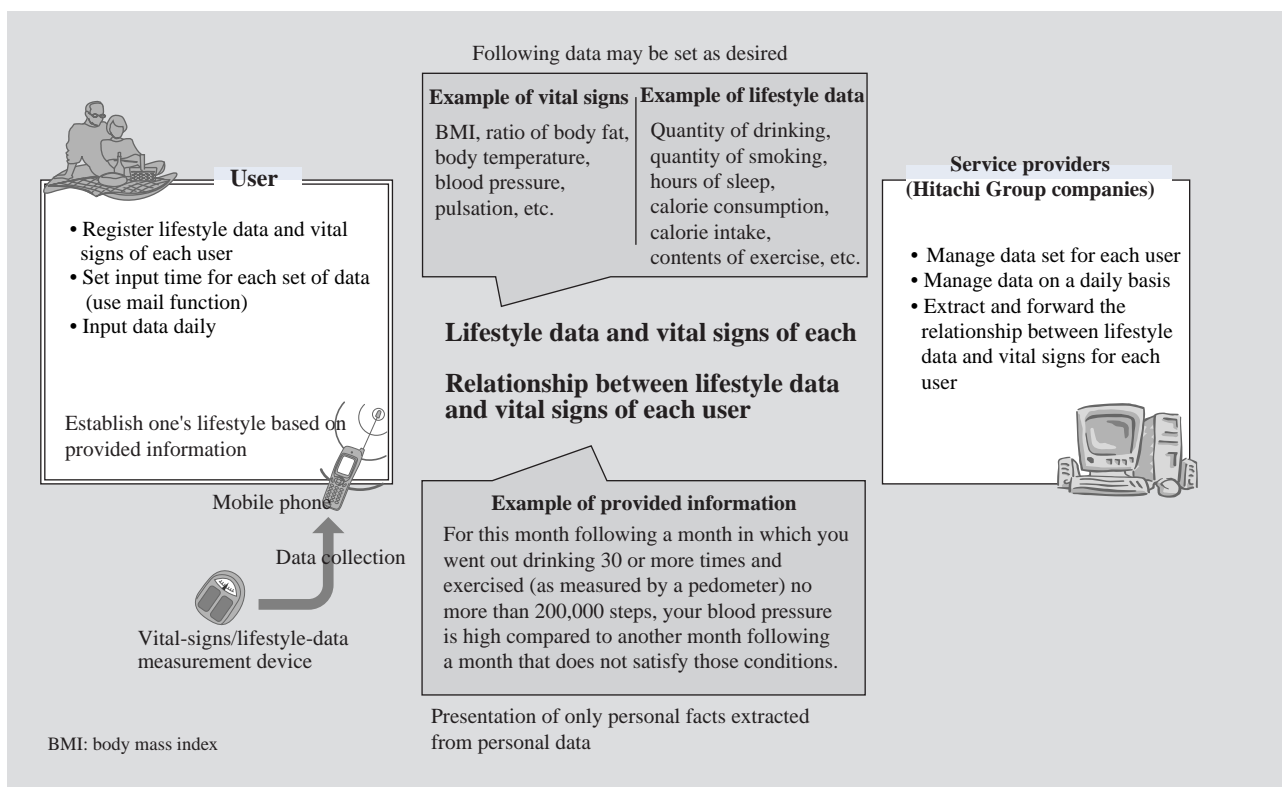 Following data may be set as desired
Example of vital signs
BMI, ratio of body fat,
body temperature,
blood pressure,
pulsation, etc.
Example of lifestyle data
Quantity of drinking,
quantity of smoking,
hours of sleep,
calorie consumption,
calorie intake,
contents of exercise, etc.
User
• Register lifestyle data and vital
signs of each user
• Set input time for each set of data
(use mail function)
• Input data daily
Establish one's lifestyle based on
provided information
Mobile phone
Data collection
Vital-signs/lifestyle-data
measurement device
Lifestyle data and vital signs of each
Relationship between lifestyle data
and vital signs of each user
Example of provided information
For this month following a month in which you
went out drinking 30 or more times and
exercised (as measured by a pedometer) no
more than 200,000 steps, your blood pressure
is high compared to another month following
a month that does not satisfy those conditions.
Presentation of only personal facts extracted
from personal data
Service providers
(Hitachi Group companies)
• Manage data set for each user
• Manage data on a daily basis
• Extract and forward the
relationship between lifestyle
data and vital signs for each
user
BMI: body mass index